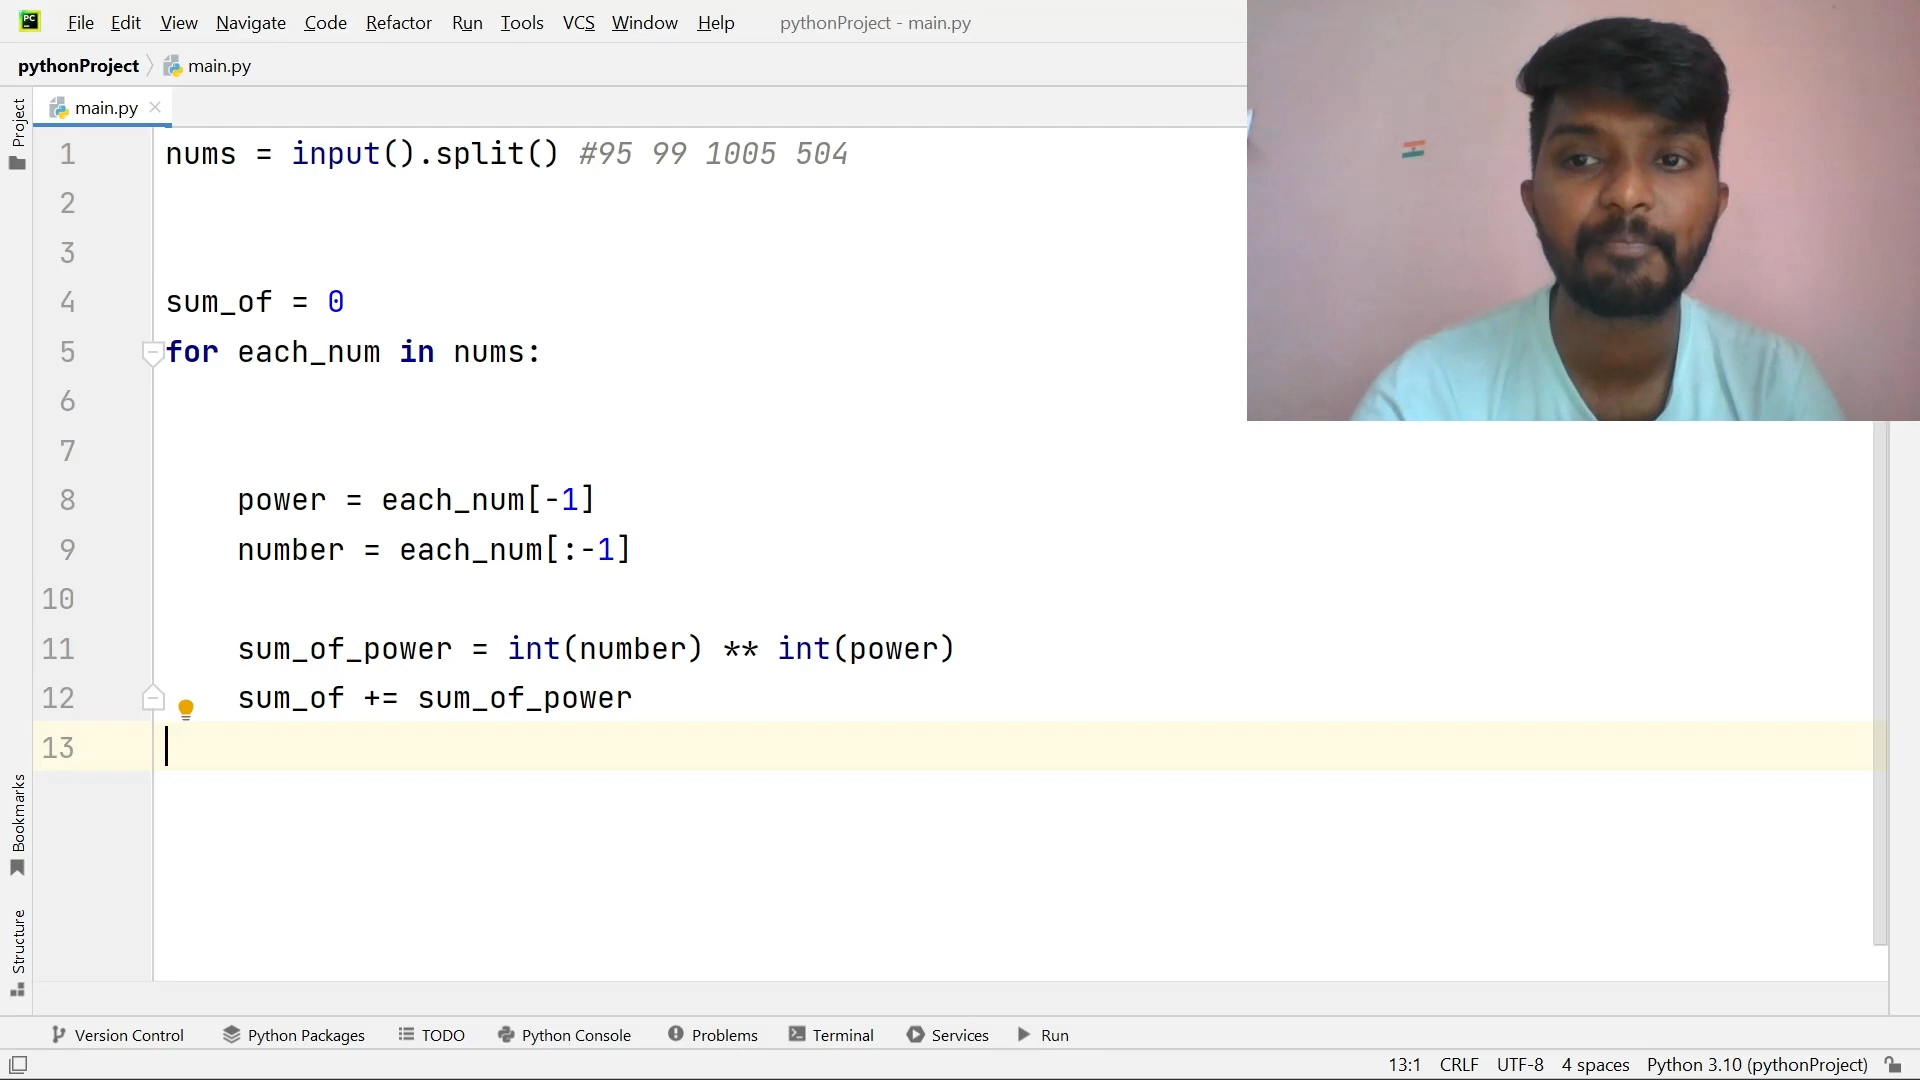 PC File Edit View Navigate Code Refactor Run Tools VCS Window Help pythonProject - main.py
pythonProject main.py
Project
main.py
1 nums = input().split() #95 99 1005 504
2
3
4 sum_of = 0
5 for each_num in nums:
6
7
8 power = each_num[-1]
9 number = each_num[:-1]
10
11 sum_of_power = int(number) ** int(power)
12 sum_of += sum_of_power
13
Bookmarks
Structure
Version Control Python Packages TODO Python Console Problems Terminal Services Run
13:1 CRLF UTF-8 4 spaces Python 3.10 (pythonProject)